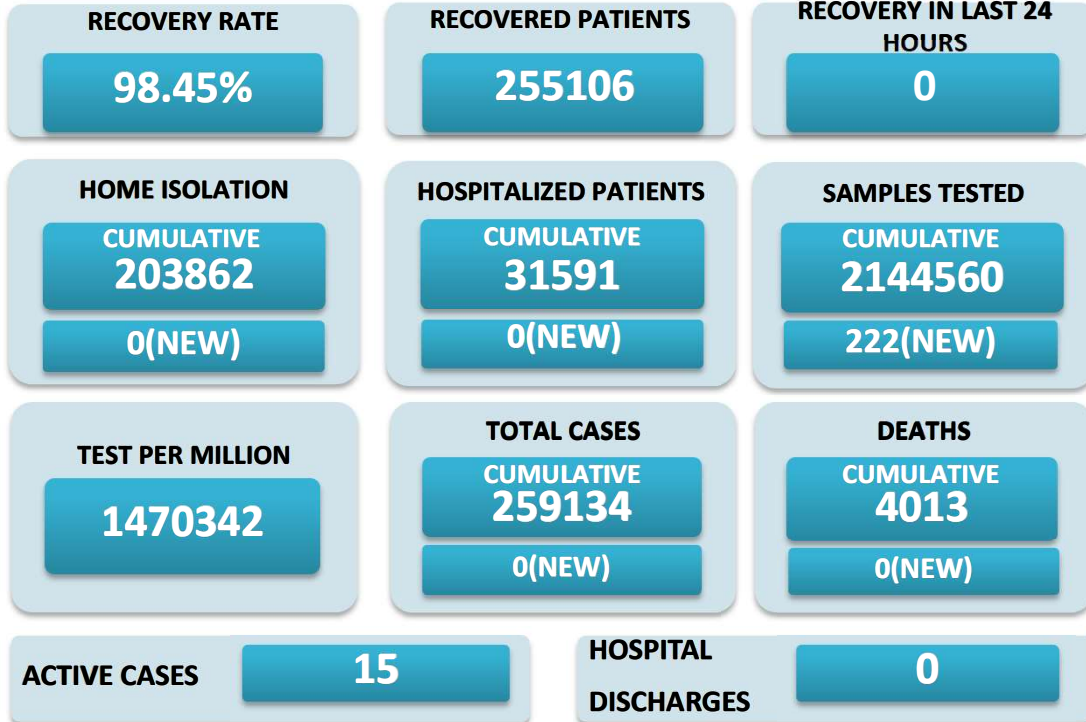 RECOVERY RATE
98.45%
RECOVERED PATIENTS
255106
RECOVERY IN LAST 24
HOURS
0
HOME ISOLATION
CUMULATIVE
203862
0(NEW)
HOSPITALIZED PATIENTS
CUMULATIVE
31591
0(NEW)
SAMPLES TESTED
CUMULATIVE
2144560
222(NEW)
TEST PER MILLION
1470342
TOTAL CASES
CUMULATIVE
259134
0(NEW)
DEATHS
CUMULATIVE
4013
0(NEW)
ACTIVE CASES
15
HOSPITAL
DISCHARGES
0